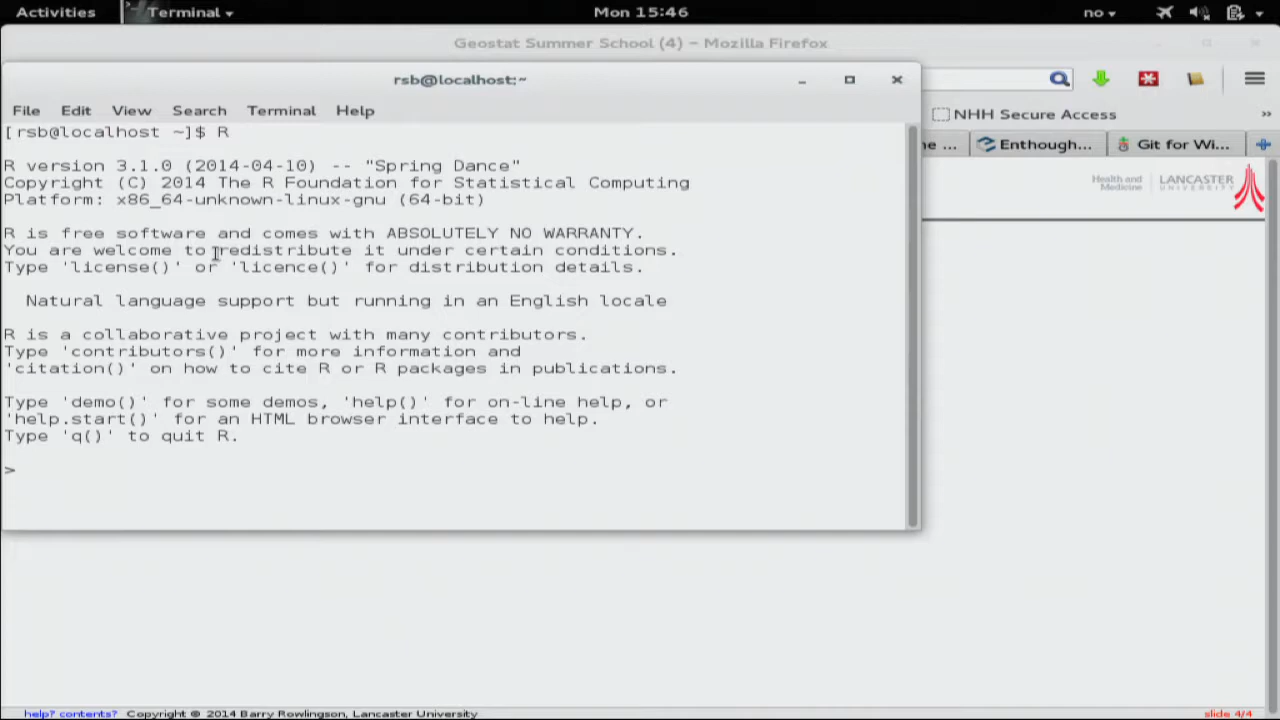 Activities Terminal Mon 15:46 no
Geostat Summer School (4) - Mozilla Firefox
rsb@localhost:~
NHH Secure Access »
File Edit View Search Terminal Help
ne ... Enthough... Git for Wi...
[rsb@localhost ~]$ R
R version 3.1.0 (2014-04-10) -- "Spring Dance"
Copyright (C) 2014 The R Foundation for Statistical Computing
Platform: x86_64-unknown-linux-gnu (64-bit)
Health and Medicine LANCASTER UNIVERSITY
R is free software and comes with ABSOLUTELY NO WARRANTY.
You are welcome to redistribute it under certain conditions.
Type 'license()' or 'licence()' for distribution details.
Natural language support but running in an English locale
R is a collaborative project with many contributors.
Type 'contributors()' for more information and
'citation()' on how to cite R or R packages in publications.
Type 'demo()' for some demos, 'help()' for on-line help, or
'help.start()' for an HTML browser interface to help.
Type 'q()' to quit R.
>
help? contents? Copyright © 2014 Barry Rowlingson, Lancaster University slide 4/4